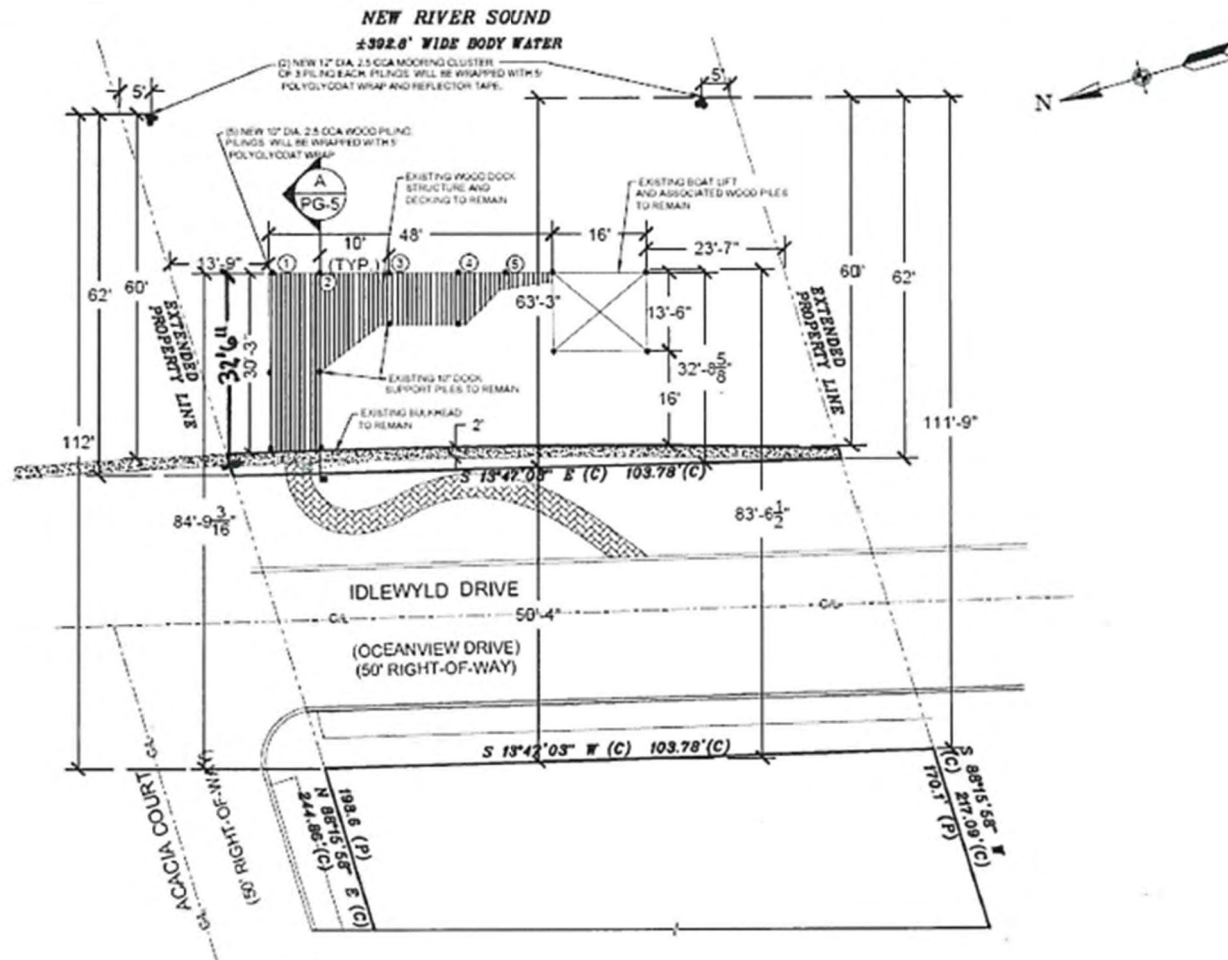 NEW RIVER SOUND
±392.6' WIDE BODY WATER
(2) NEW 12" DIA. 2.5 CCA MOORING CLUSTER
OF 3 PILING EACH. PILINGS WILL BE WRAPPED WITH 5'
POLYGLYCOAT WRAP AND REFLECTOR TAPE.
5'
5'
N
(5) NEW 10" DIA. 2.5 CCA WOOD PILING.
PILINGS WILL BE WRAPPED WITH 5'
POLYGLYCOAT WRAP
A
PG-5
EXISTING WOOD DOCK
STRUCTURE AND
DECKING TO REMAIN
EXISTING BOAT LIFT
AND ASSOCIATED WOOD PILES
TO REMAIN
10'
(TYP.)
48'
16'
23'-7"
13'-9"
1
2
3
4
5
62'
60'
60'
62'
EXTENDED
PROPERTY LINE
32'6"
30'-3"
63'-3"
13'-6"
32'-8 5/8"
16'
EXTENDED
PROPERTY LINE
EXISTING 10" DOCK
SUPPORT PILES TO REMAIN
EXISTING BULKHEAD
TO REMAIN
2'
112'
111'-9"
S 13°47'03" E (C) 103.78'(C)
84'-9 3/16"
83'-6 1/2"
IDLEWYLD DRIVE
C/L
50'-4"
C/L
(OCEANVIEW DRIVE)
(50' RIGHT-OF-WAY)
S 13°42'03" W (C) 103.78'(C)
ACACIA COURT
C/L
C/L
(50' RIGHT-OF-WAY)
198.6 (P)
N 88°15'58" E (C)
244.86'(C)
S 88°15'58" W
(C) 217.09'(C)
170.1' (P)